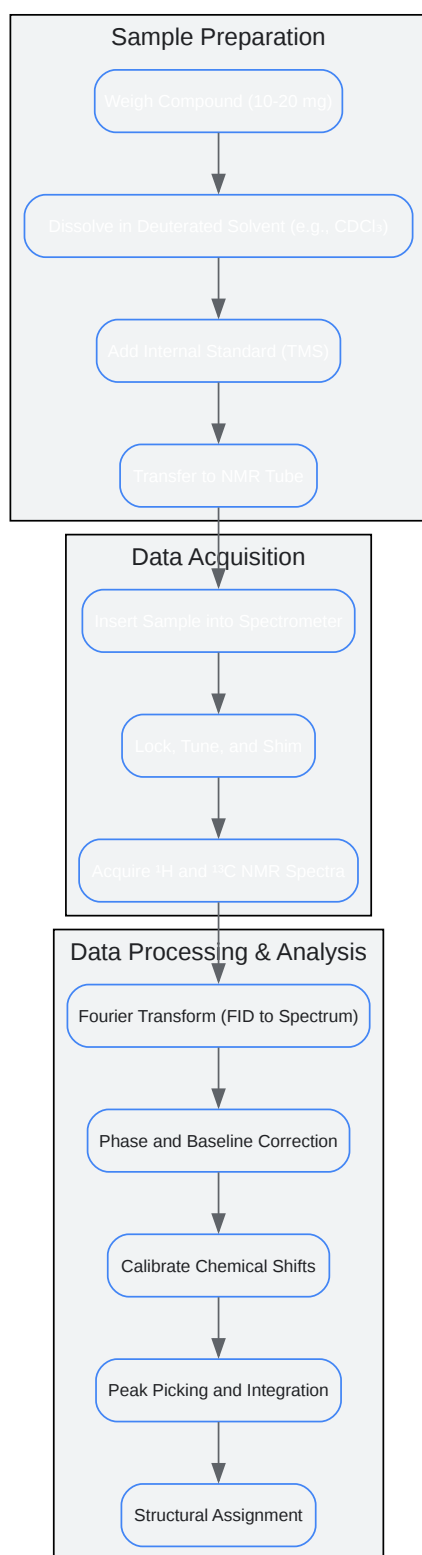 Sample Preparation
Weigh Compound (10-20 mg)
Dissolve in Deuterated Solvent (e.g., CDCl₃)
Add Internal Standard (TMS)
Transfer to NMR Tube
Data Acquisition
Insert Sample into Spectrometer
Lock, Tune, and Shim
Acquire ¹H and ¹³C NMR Spectra
Data Processing & Analysis
Fourier Transform (FID to Spectrum)
Phase and Baseline Correction
Calibrate Chemical Shifts
Peak Picking and Integration
Structural Assignment